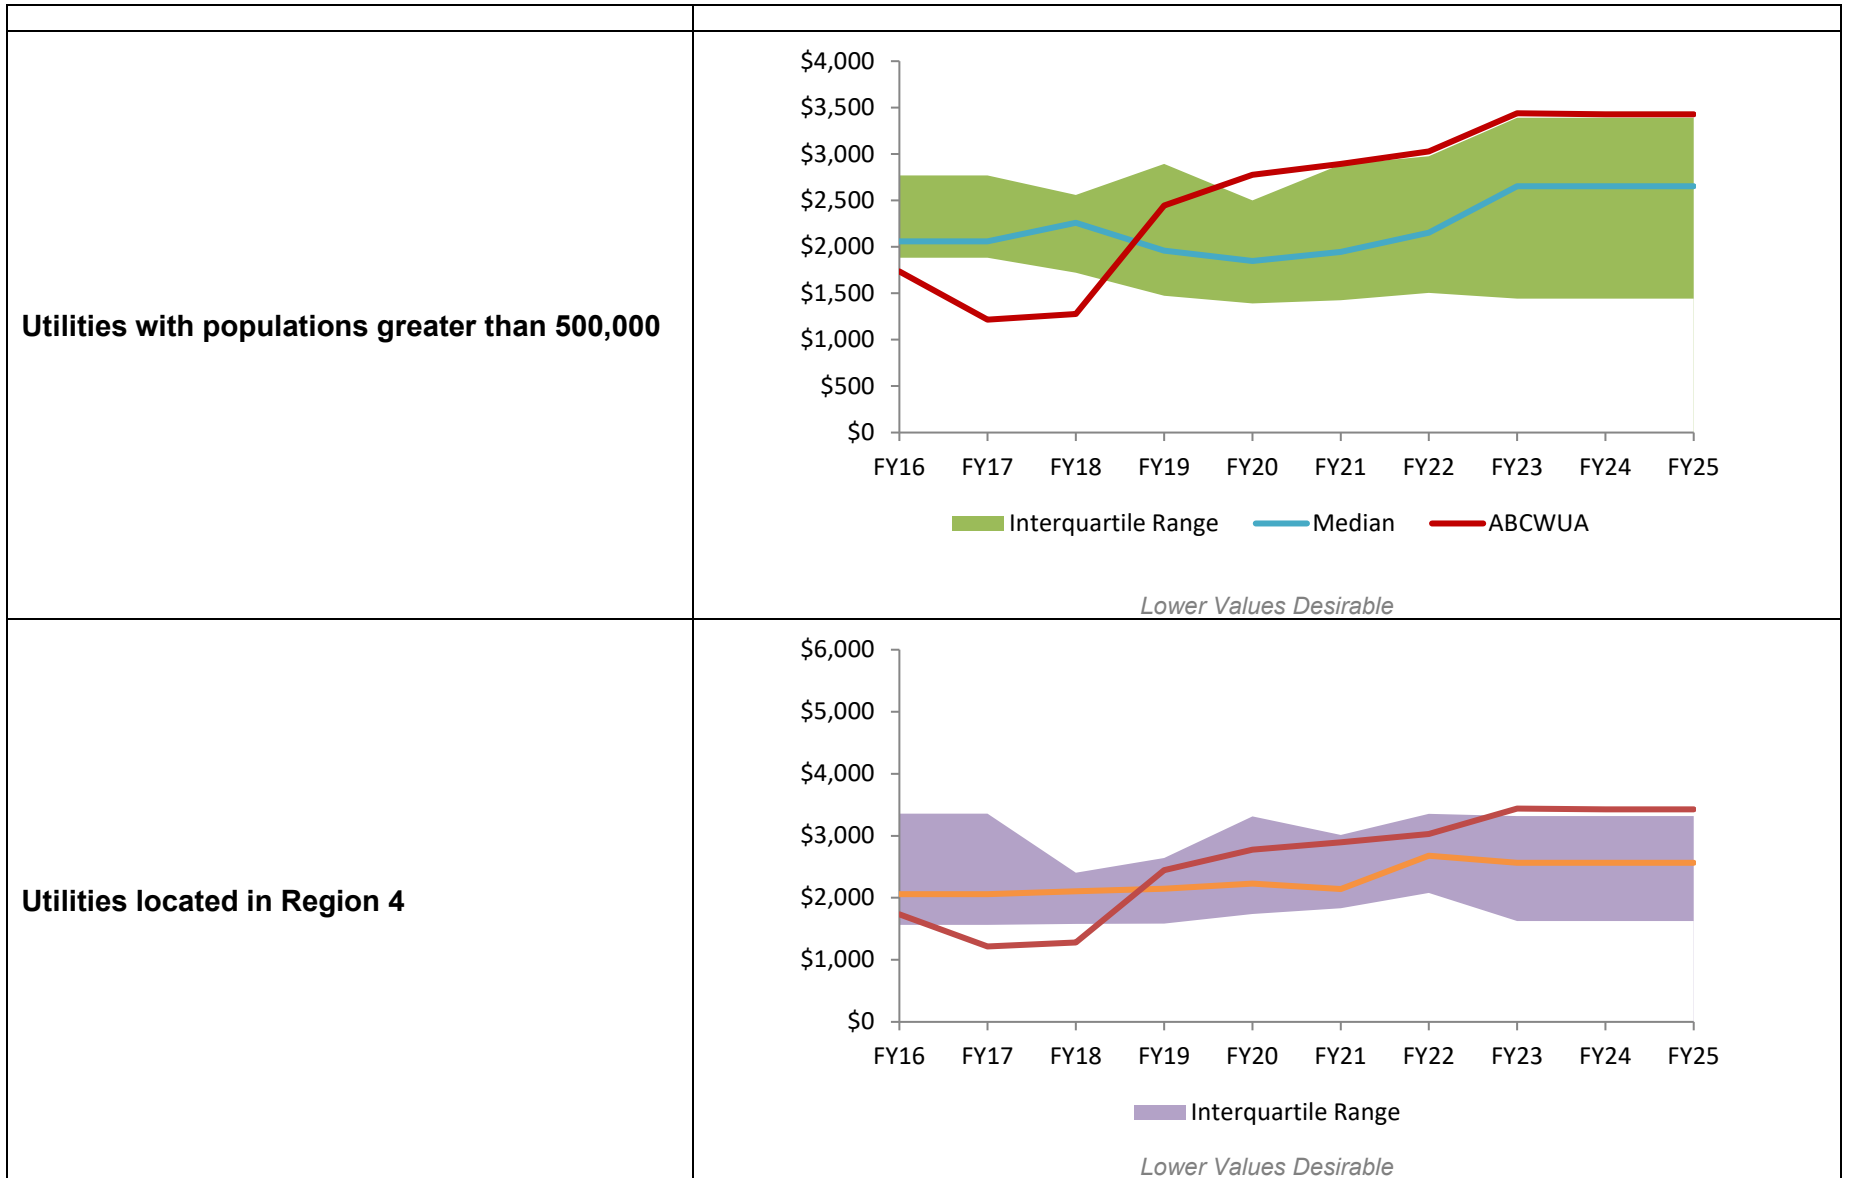 Utilities with populations greater than 500,000
$4,000
$3,500
$3,000
$2,500
$2,000
$1,500
$1,000
$500
$0
FY16 FY17 FY18 FY19 FY20 FY21 FY22 FY23 FY24 FY25
Interquartile Range Median ABCWUA
Lower Values Desirable
Utilities located in Region 4
$6,000
$5,000
$4,000
$3,000
$2,000
$1,000
$0
FY16 FY17 FY18 FY19 FY20 FY21 FY22 FY23 FY24 FY25
Interquartile Range
Lower Values Desirable